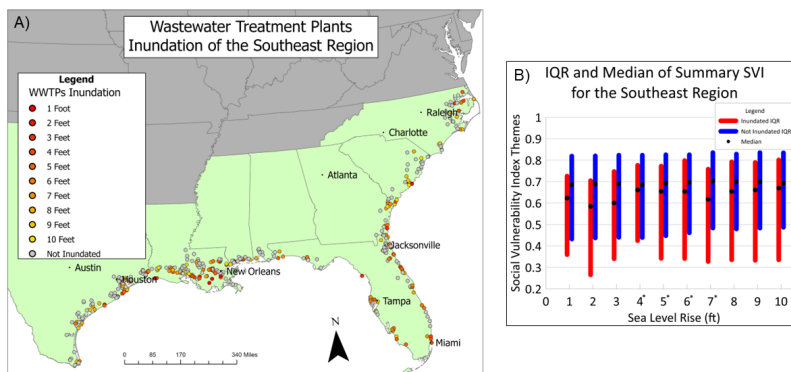 A)
Wastewater Treatment Plants
Inundation of the Southeast Region
Legend
WWTPs Inundation
1 Foot
2 Feet
3 Feet
4 Feet
5 Feet
6 Feet
7 Feet
8 Feet
9 Feet
10 Feet
Not Inundated
Raleigh
Charlotte
Atlanta
Jacksonville
Austin
Houston
New Orleans
Tampa
Miami
N
0 85 170 340 Miles
B)
IQR and Median of Summary SVI
for the Southeast Region
Legend
Inundated IQR
Not Inundated IQR
Median
Social Vulnerability Index Themes
1
0.9
0.8
0.7
0.6
0.5
0.4
0.3
0.2
0 1 2 3 4* 5* 6* 7* 8 9 10
Sea Level Rise (ft)